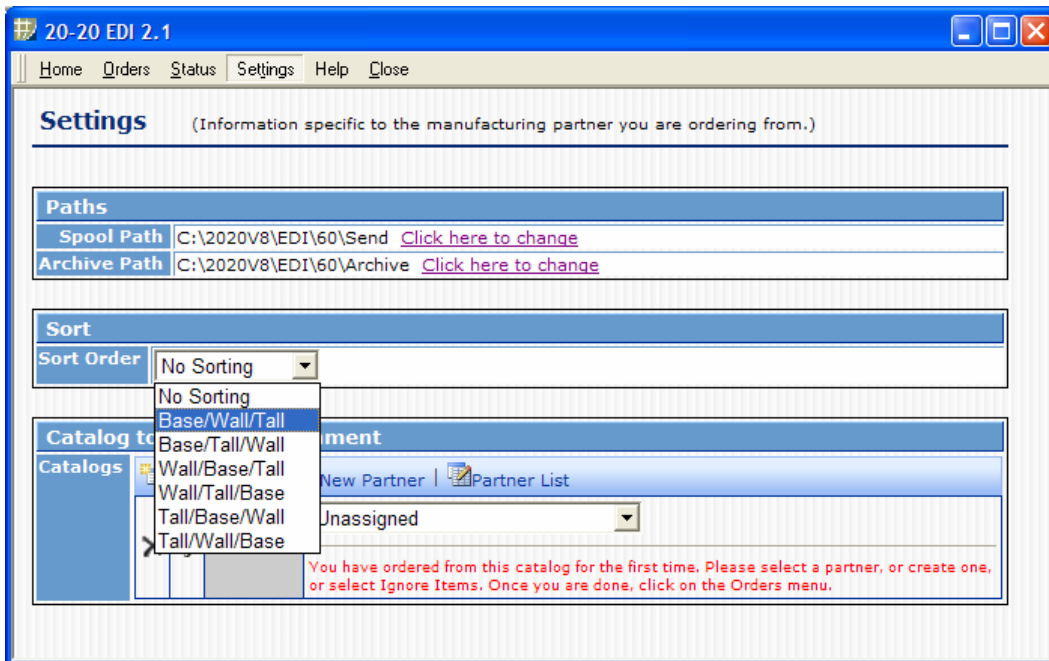 20-20 EDI 2.1
Home Orders Status Settings Help Close
Settings (Information specific to the manufacturing partner you are ordering from.)
Paths
Spool Path C:\2020V8\EDI\60\Send Click here to change
Archive Path C:\2020V8\EDI\60\Archive Click here to change
Sort
Sort Order No Sorting
No Sorting
Base/Wall/Tall
Base/Tall/Wall
Wall/Base/Tall
Wall/Tall/Base
Tall/Base/Wall
Tall/Wall/Base
Catalog to
Catalogs New Partner | Partner List
Unassigned
You have ordered from this catalog for the first time. Please select a partner, or create one,
or select Ignore Items. Once you are done, click on the Orders menu.